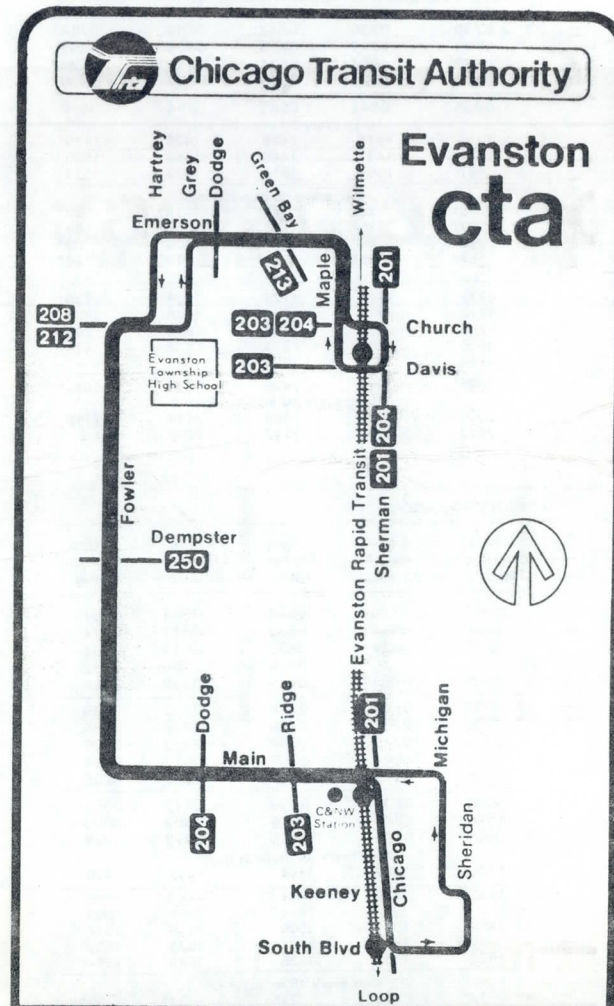 rta
Chicago Transit Authority
Evanston
cta
Hartrey
Grey
Dodge
Green Bay
Wilmette
Emerson
213
Maple
201
208
212
203 204
Church
Evanston
Township
High School
203
Davis
201 204
Sherman
Evanston Rapid Transit
Fowler
Dempster
250
Dodge
Ridge
201
Michigan
Main
204
203
C&NW
Station
Chicago
Sheridan
Keeney
South Blvd
Loop